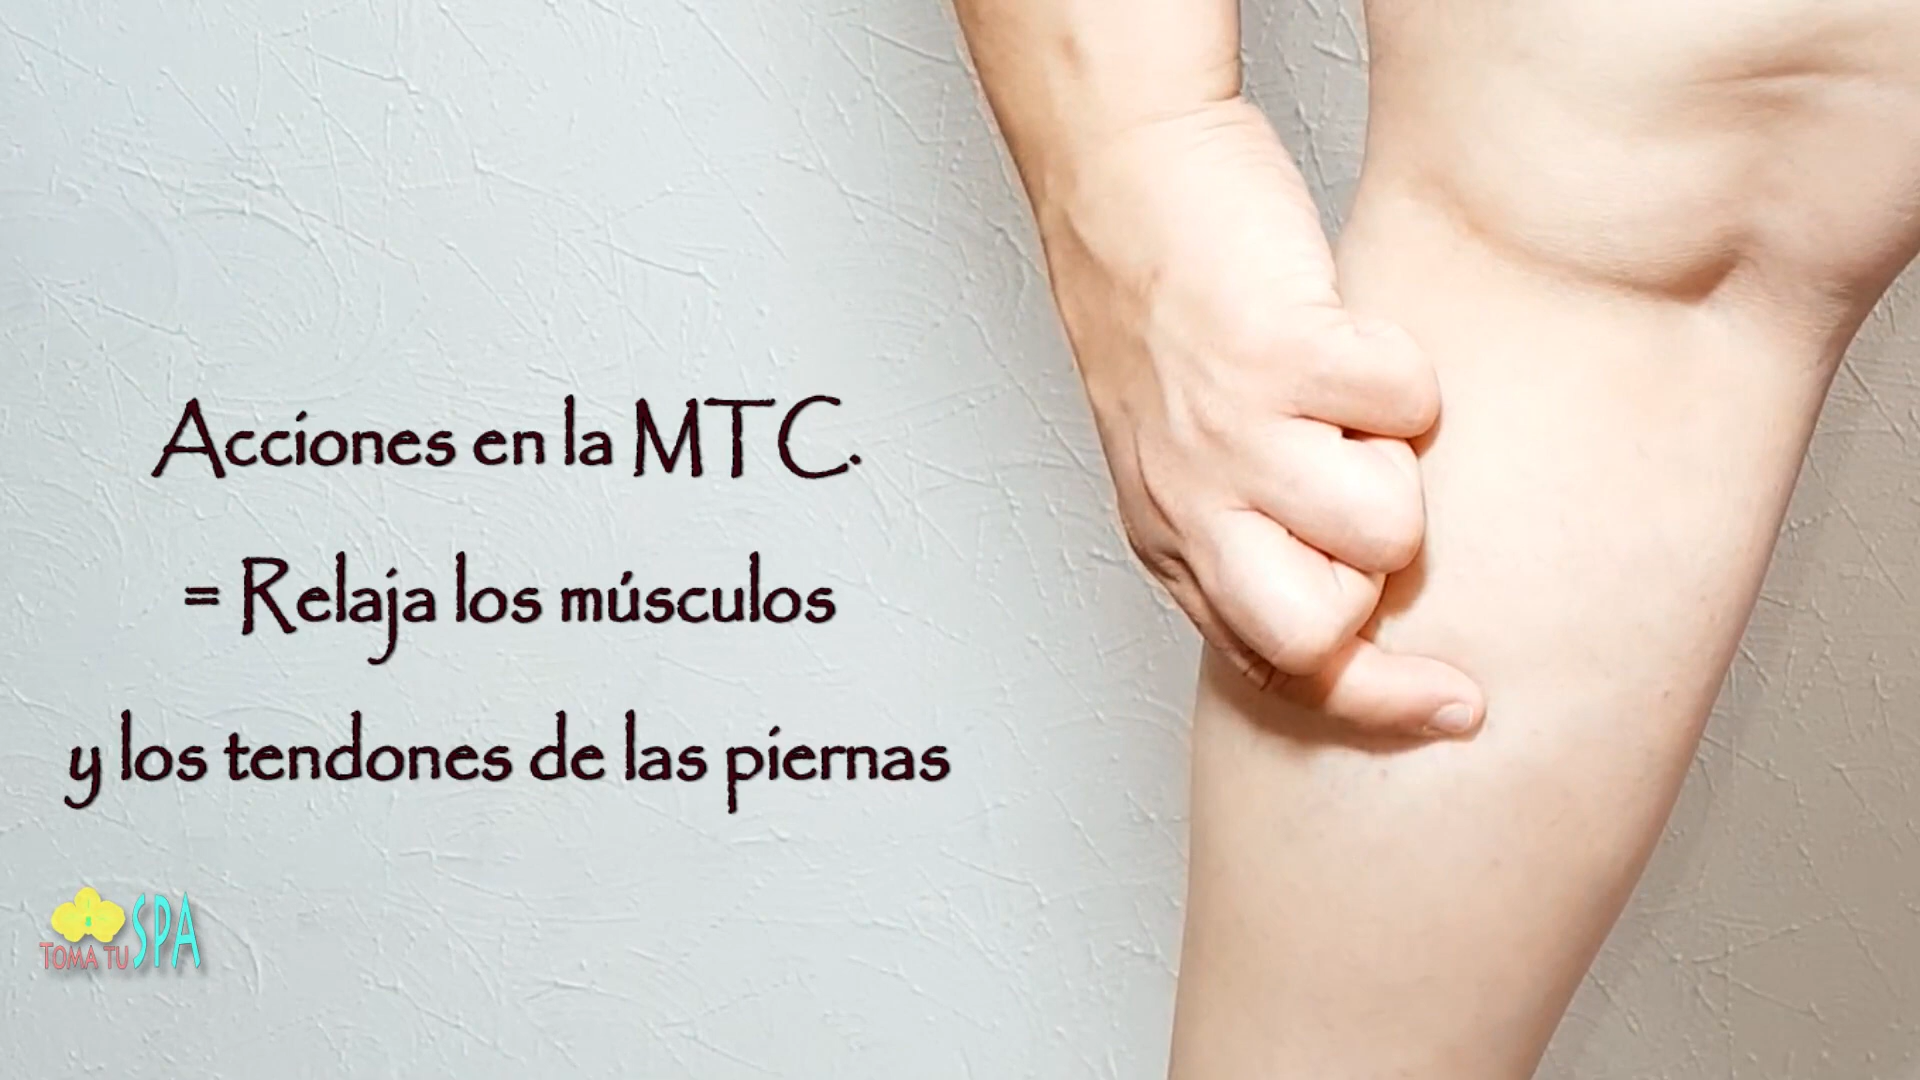 Acciones en la MTC.
= Relaja los músculos
y los tendones de las piernas
TOMA TU SPA